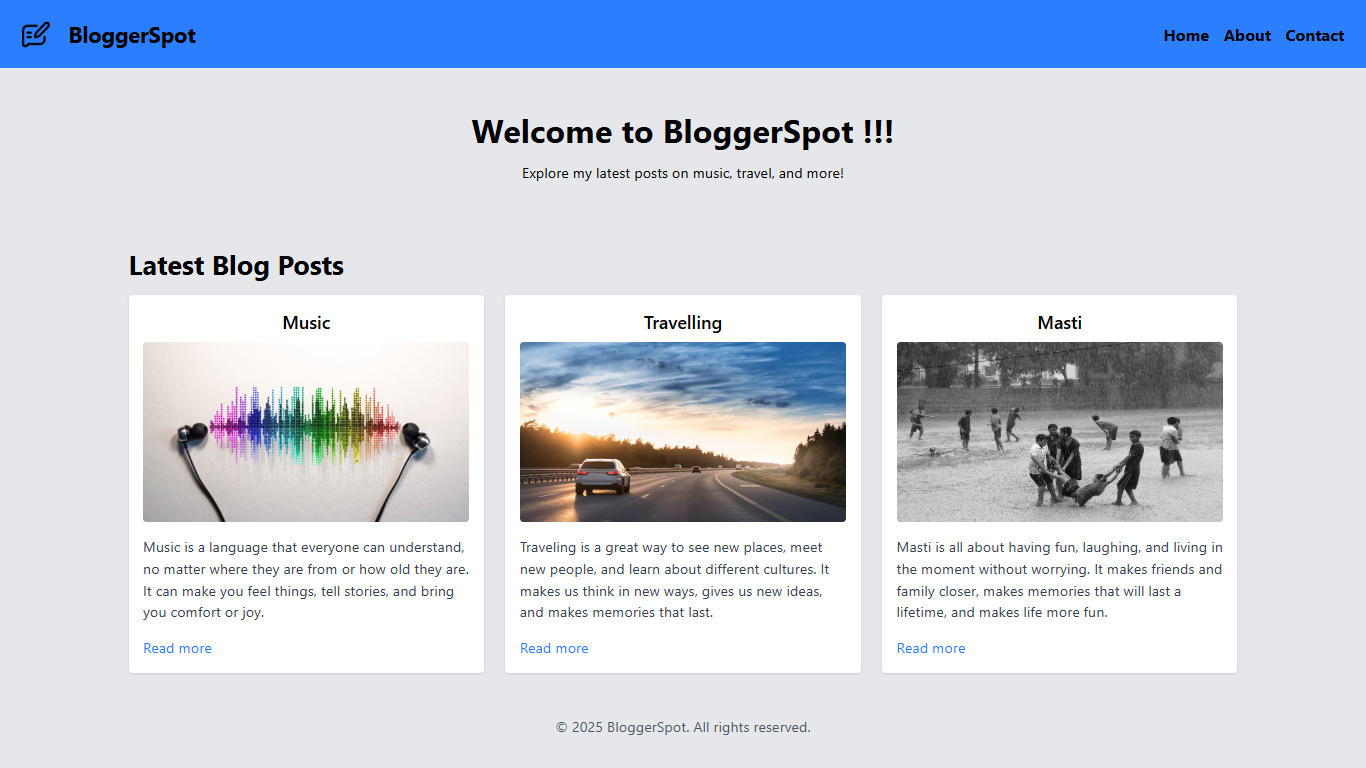 BloggerSpot
Home About Contact
Welcome to BloggerSpot !!!
Explore my latest posts on music, travel, and more!
Latest Blog Posts
Music
Music is a language that everyone can understand,
no matter where they are from or how old they are.
It can make you feel things, tell stories, and bring
you comfort or joy.
Read more
Travelling
Traveling is a great way to see new places, meet
new people, and learn about different cultures. It
makes us think in new ways, gives us new ideas,
and makes memories that last.
Read more
Masti
Masti is all about having fun, laughing, and living in
the moment without worrying. It makes friends and
family closer, makes memories that will last a
lifetime, and makes life more fun.
Read more
© 2025 BloggerSpot. All rights reserved.